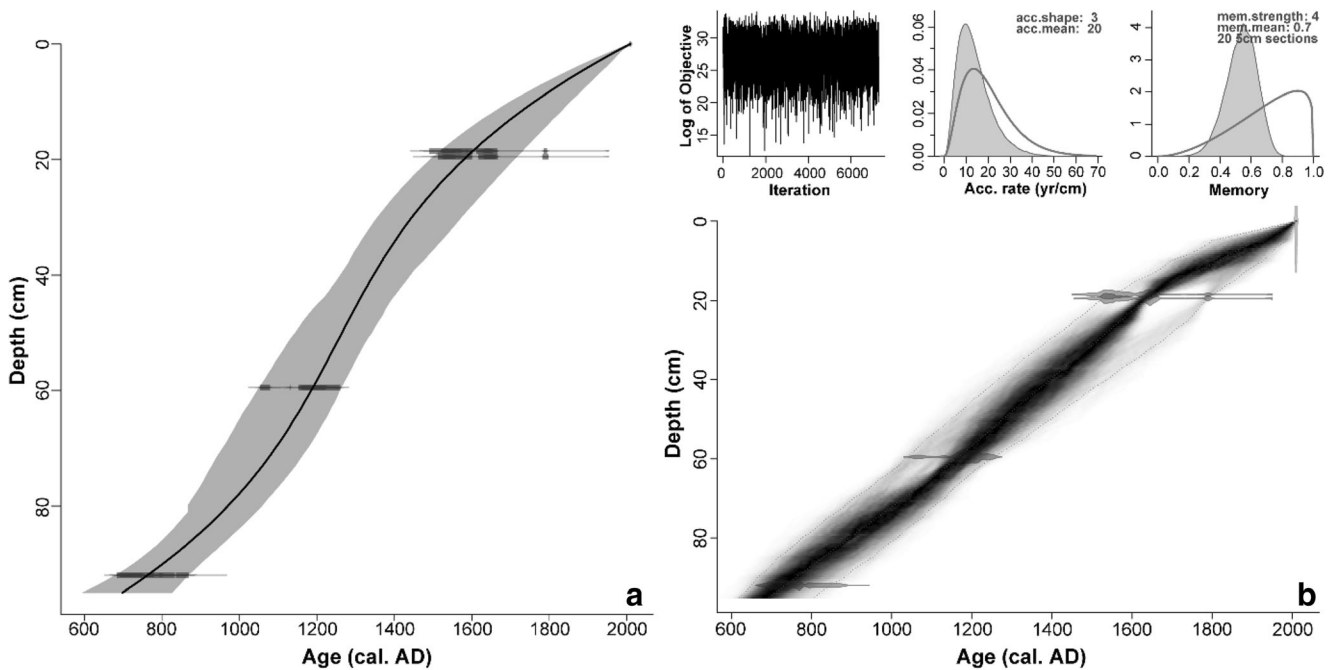 Depth (cm)
0
20
40
60
80
600 800 1000 1200 1400 1600 1800 2000
Age (cal. AD)
a
Log of Objective
30
25
20
15
0 2000 4000 6000
Iteration
acc.shape: 3
acc.mean: 20
0.06
0.04
0.02
0.00
0 10 20 30 40 50 60 70
Acc. rate (yr/cm)
mem.strength: 4
mem.mean: 0.7
20 5cm sections
4
3
2
1
0
0.0 0.2 0.4 0.6 0.8 1.0
Memory
Depth (cm)
0
20
40
60
80
600 800 1000 1200 1400 1600 1800 2000
Age (cal. AD)
b